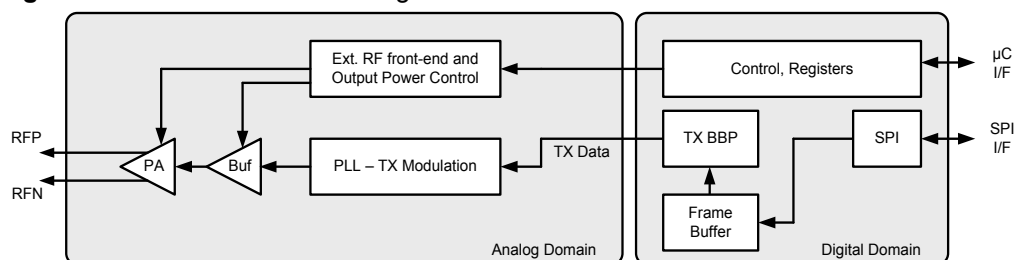 Ext. RF front-end and
Output Power Control
Control, Registers
µC
I/F
RFP
RFN
PA
Buf
PLL – TX Modulation
TX Data
TX BBP
SPI
SPI
I/F
Frame
Buffer
Analog Domain
Digital Domain